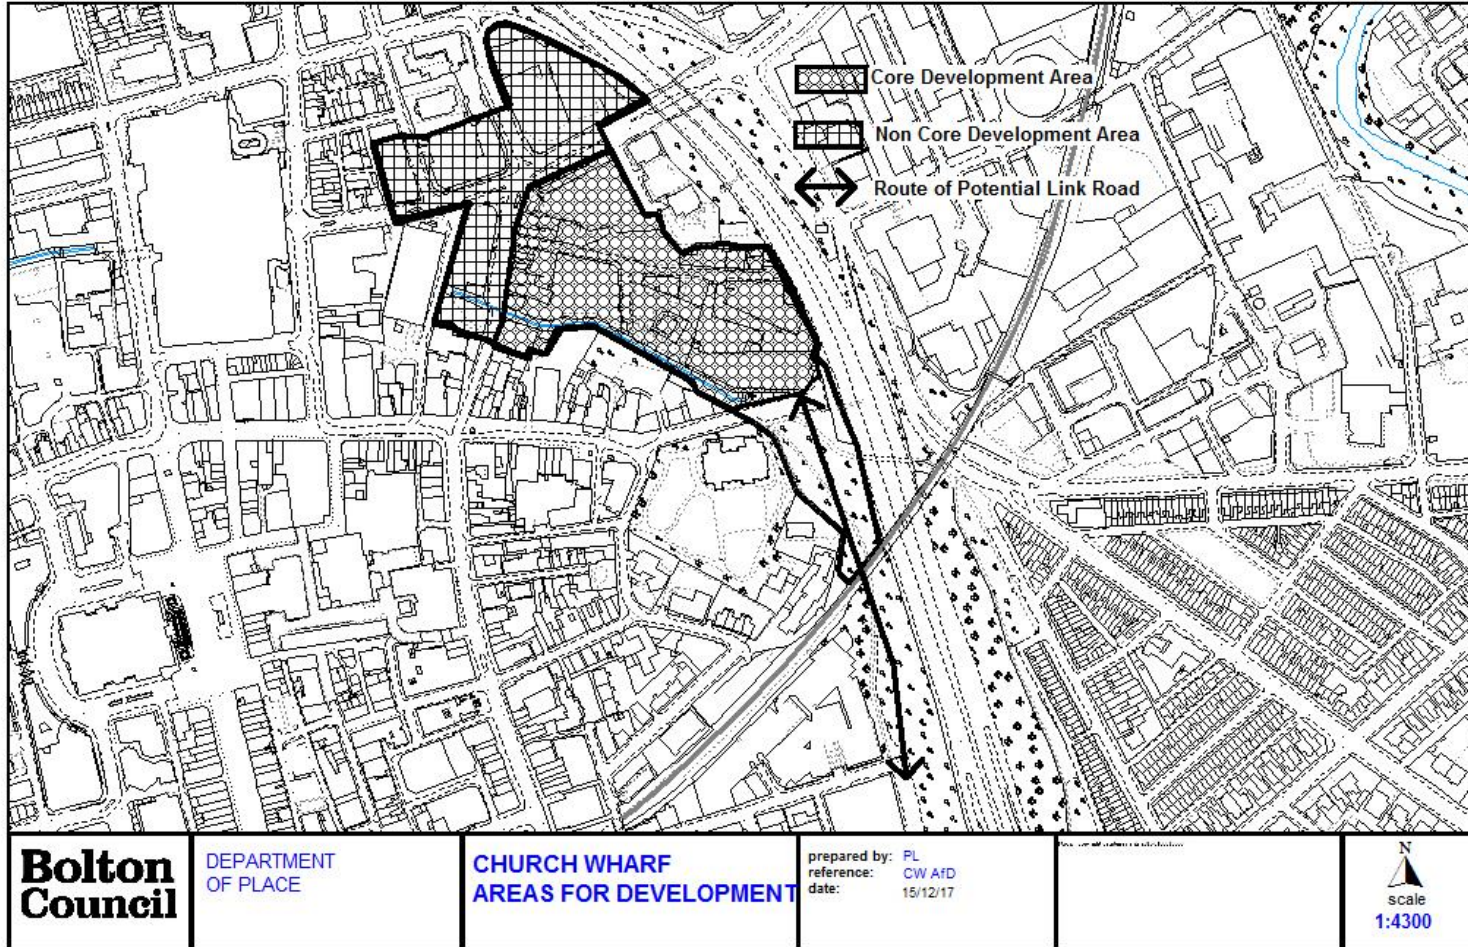 Core Development Area
Non Core Development Area
Route of Potential Link Road
Bolton
Council
DEPARTMENT
OF PLACE
CHURCH WHARF
AREAS FOR DEVELOPMENT
prepared by: PL
reference: CW AfD
date: 15/12/17
N
scale
1:4300